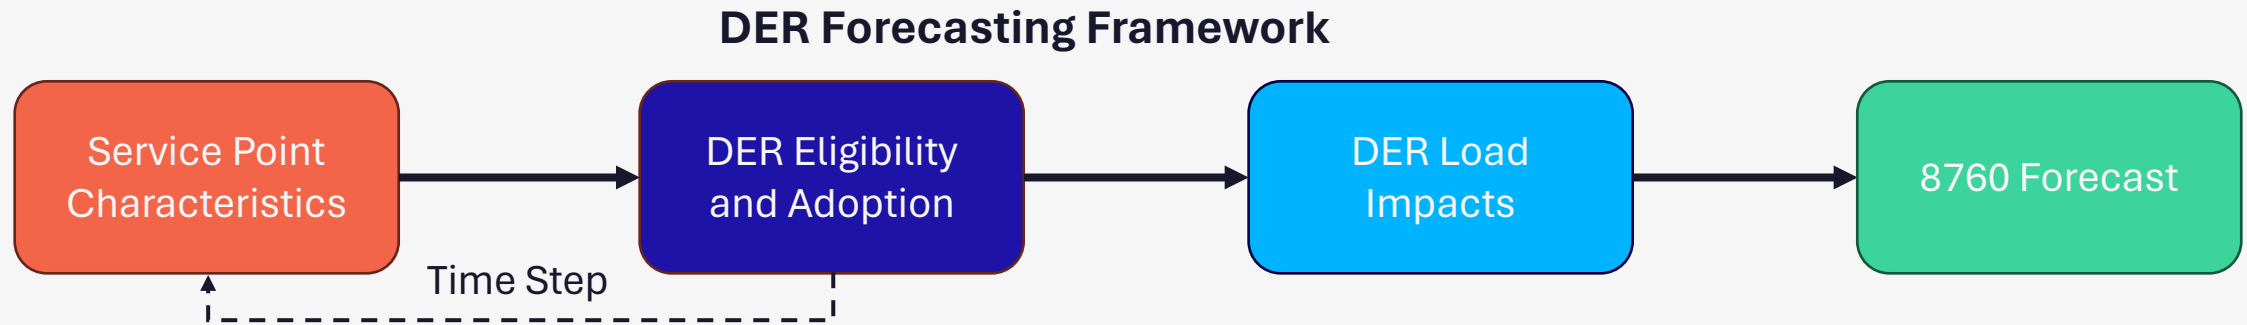 DER Forecasting Framework
Service Point
Characteristics
DER Eligibility
and Adoption
DER Load
Impacts
8760 Forecast
Time Step